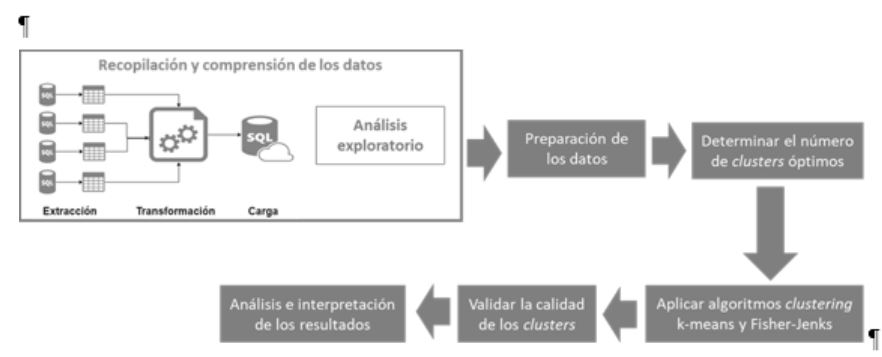 ¶
Recopilación y comprensión de los datos
SQL
SQL
SQL
SQL
SQL
Extracción
Transformación
Carga
Análisis
exploratorio
Preparación de
los datos
Determinar el número
de clusters óptimos
Aplicar algoritmos clustering
k-means y Fisher-Jenks
Validar la calidad
de los clusters
Análisis e interpretación
de los resultados
¶